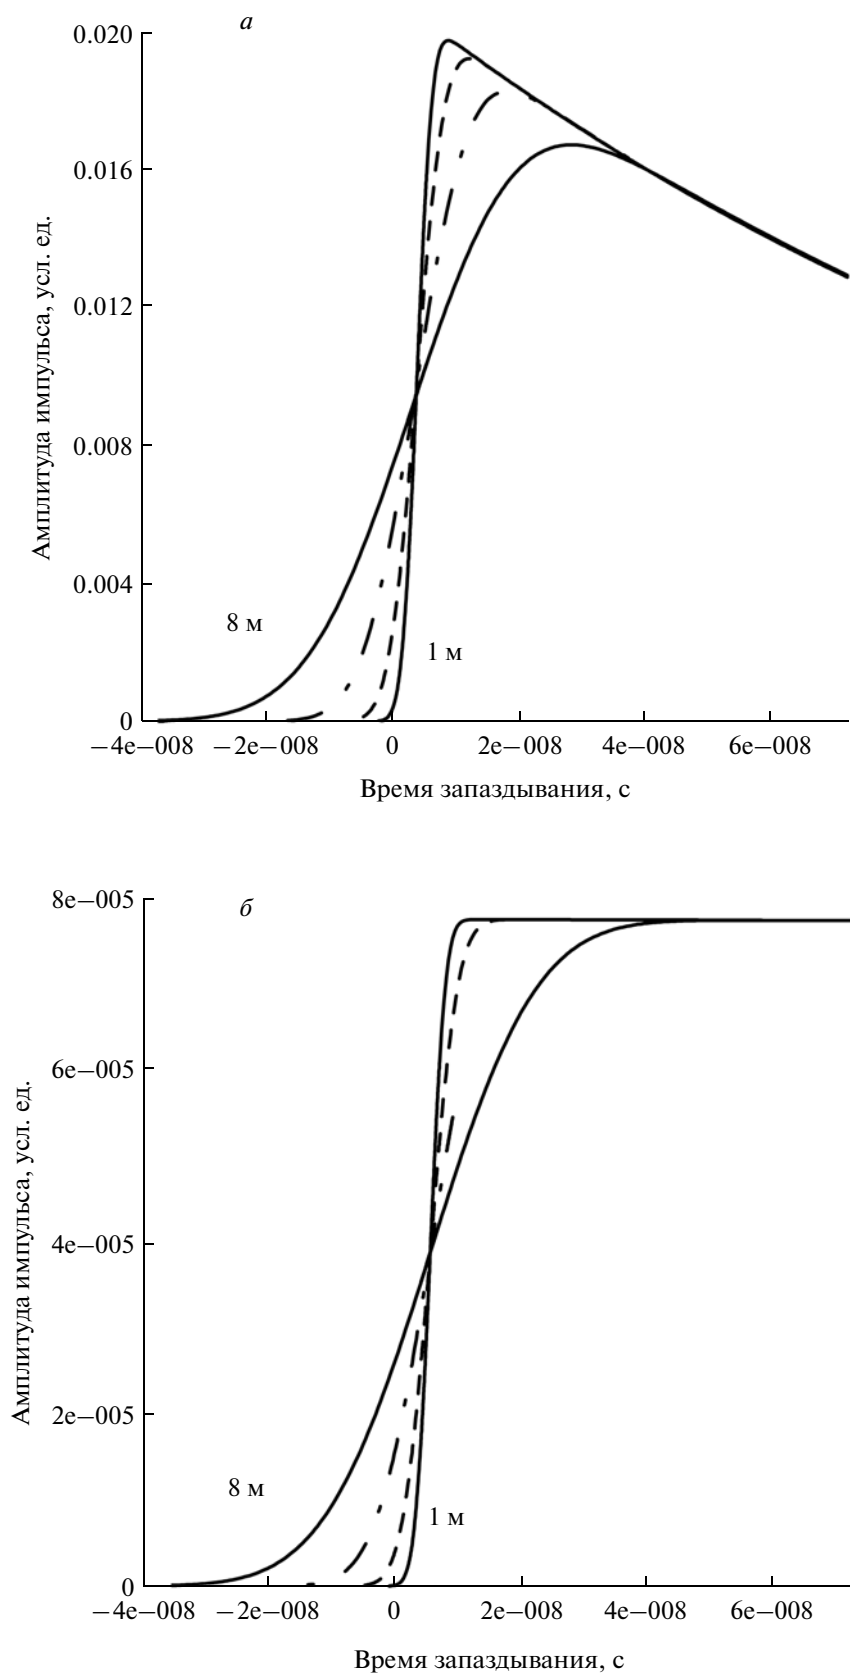 а
0.020
0.016
0.012
0.008
0.004
0
Амплитуда импульса, усл. ед.
8 м
1 м
−4e−008 −2e−008 0 2e−008 4e−008 6e−008
Время запаздывания, с
б
8e−005
6e−005
4e−005
2e−005
0
Амплитуда импульса, усл. ед.
8 м
1 м
−4e−008 −2e−008 0 2e−008 4e−008 6e−008
Время запаздывания, с